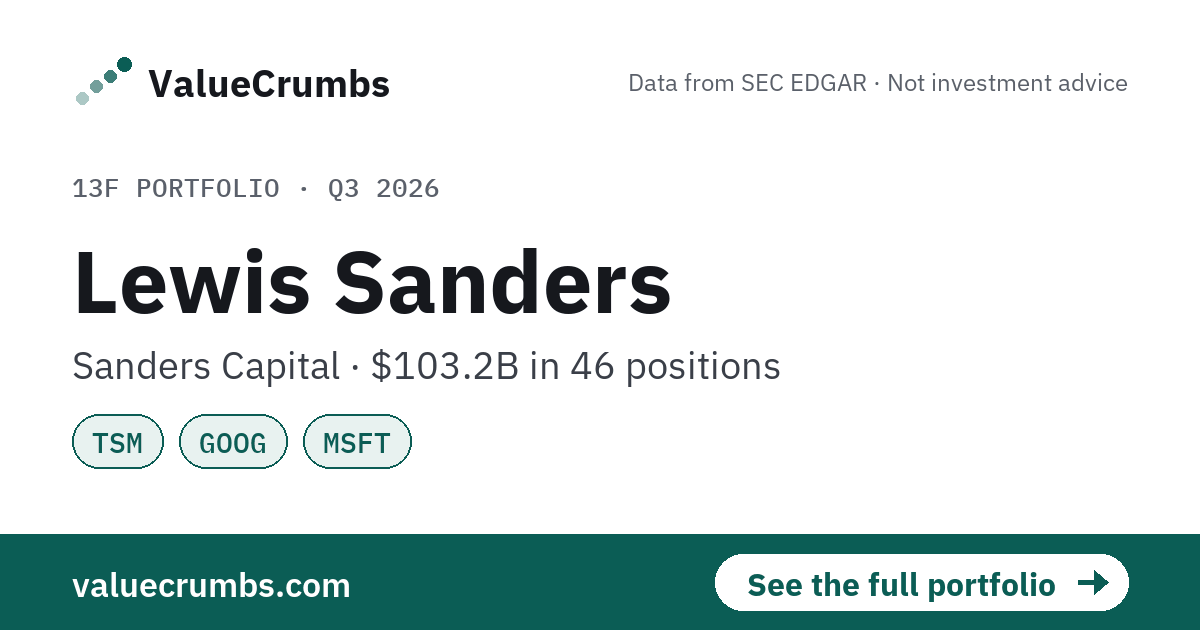 ValueCrumbs
Data from SEC EDGAR · Not investment advice
13F PORTFOLIO · Q3 2026
Lewis Sanders
Sanders Capital · $103.2B in 46 positions
TSM GOOG MSFT
valuecrumbs.com
See the full portfolio →